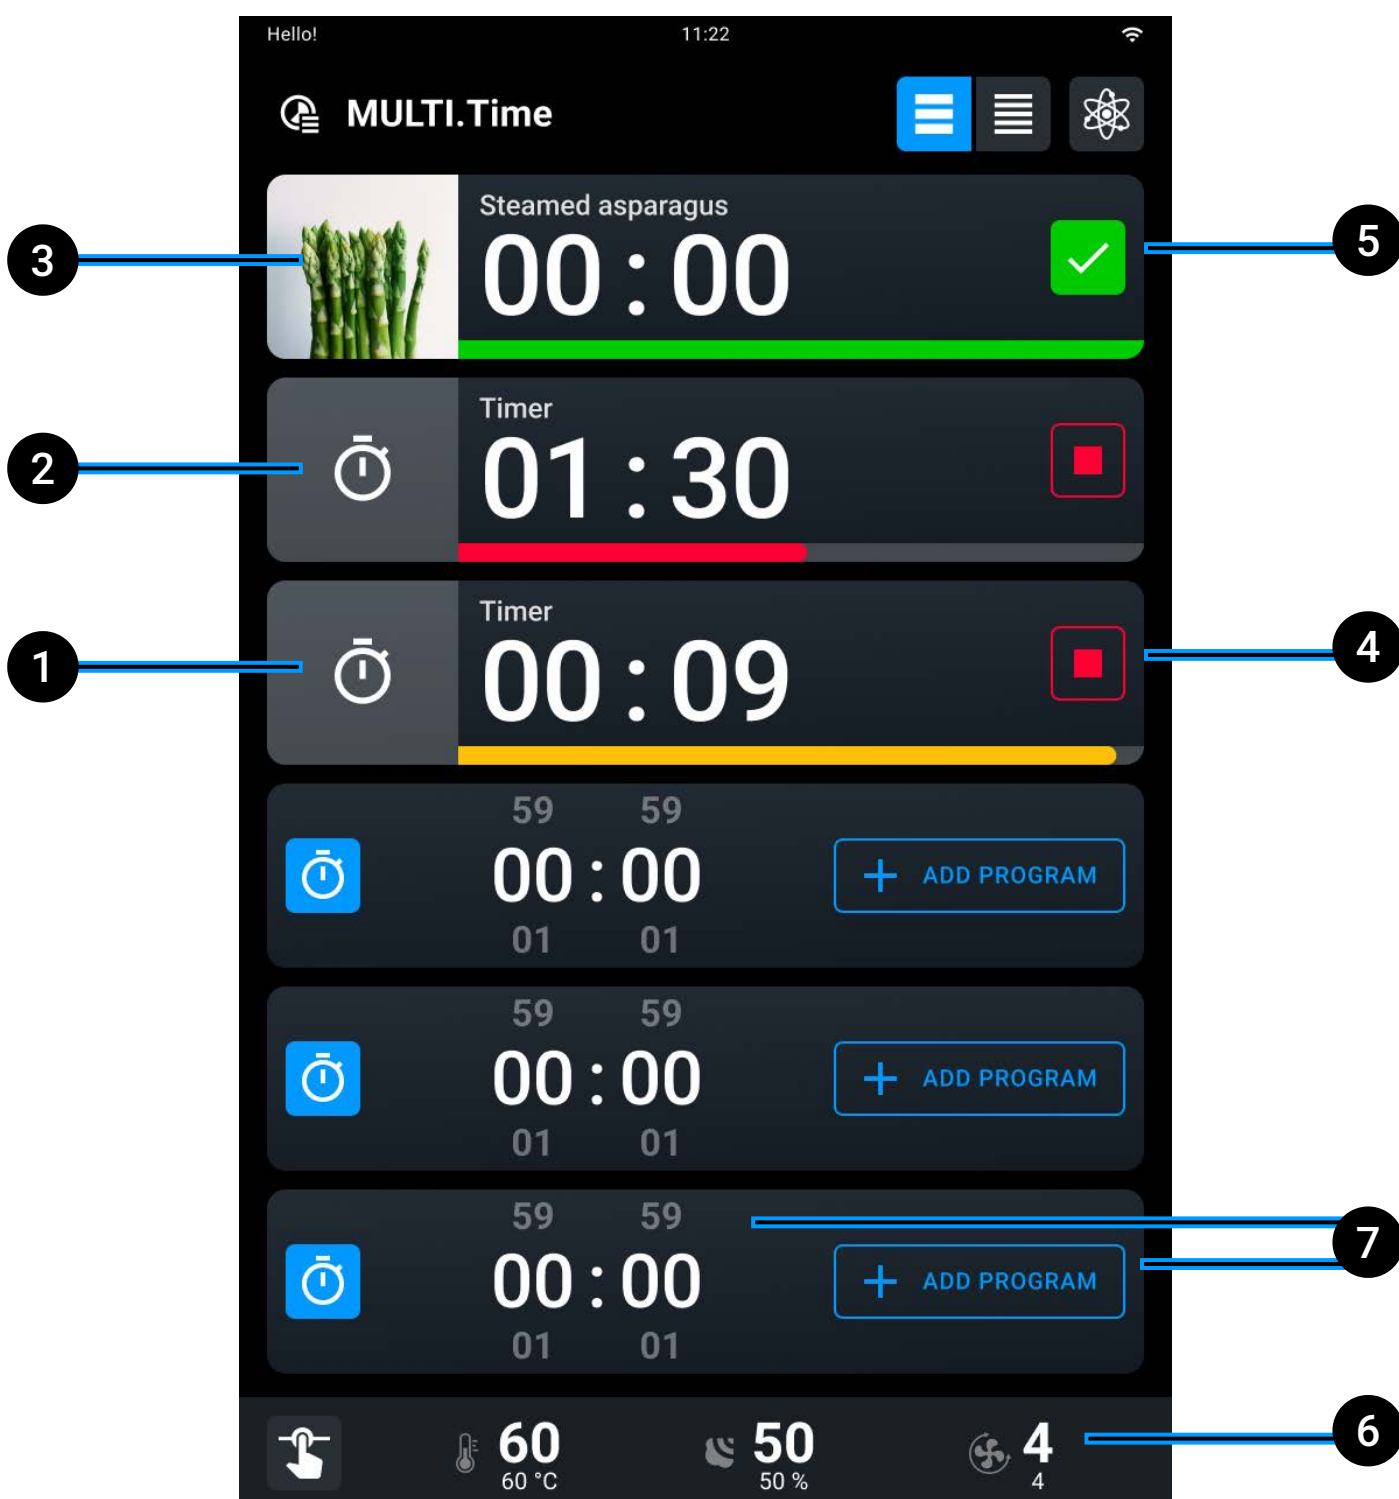 Hello! 11:22
MULTI.Time
3
Steamed asparagus
00:00
5
2
Timer
01:30
1
Timer
00:09
4
59 59
00:00
ADD PROGRAM
01 01
59 59
00:00
ADD PROGRAM
01 01
59 59
7
00:00
ADD PROGRAM
01 01
60 50 4
60 °C 50 % 4
6